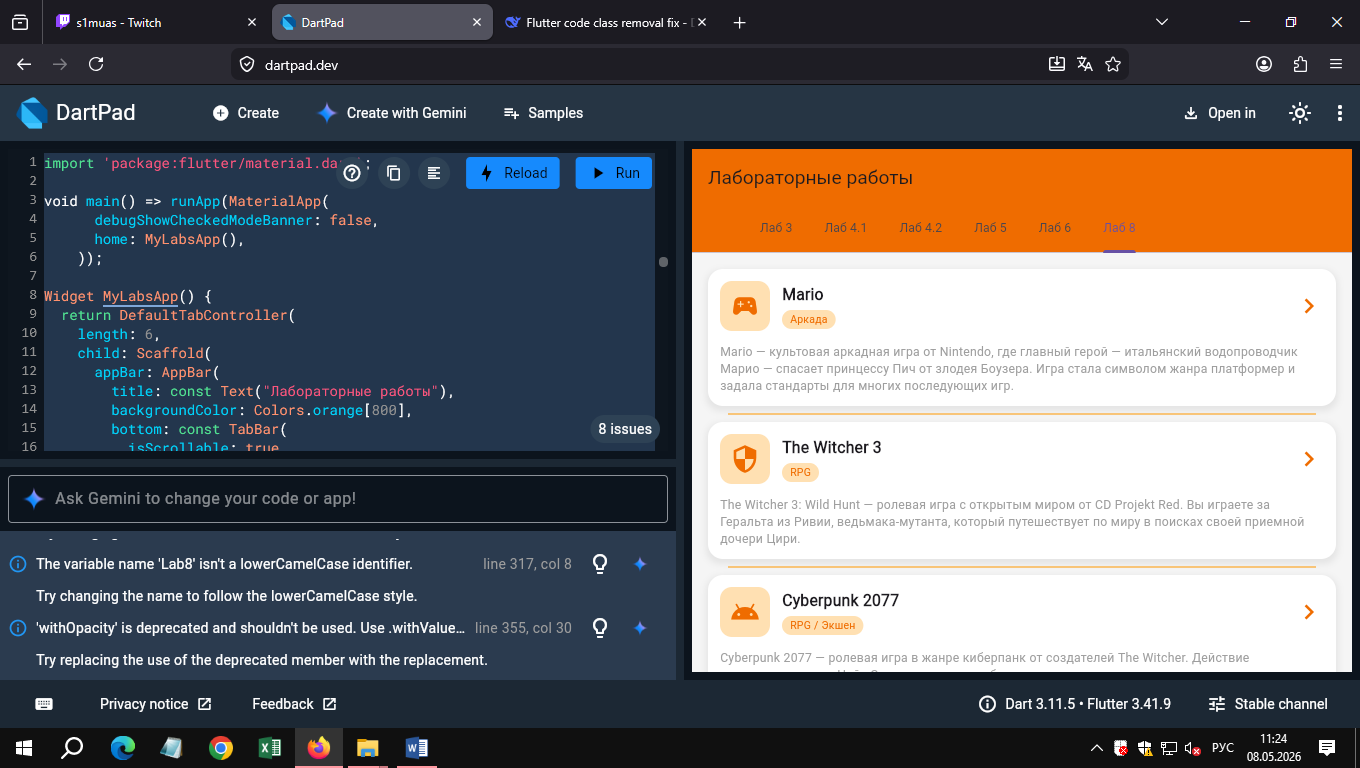 s1muas - Twitch
DartPad
Flutter code class removal fix -
dartpad.dev
DartPad
Create
Create with Gemini
Samples
Open in
1 import 'package:flutter/material.da
Reload
Run
2
3 void main() => runApp(MaterialApp(
4 debugShowCheckedModeBanner: false,
5 home: MyLabsApp(),
6 ));
7
8 Widget MyLabsApp() {
9 return DefaultTabController(
10 length: 6,
11 child: Scaffold(
12 appBar: AppBar(
13 title: const Text("Лабораторные работы"),
14 backgroundColor: Colors.orange[800],
15 bottom: const TabBar(
16 isScrollable: true
8 issues
Ask Gemini to change your code or app!
The variable name 'Lab8' isn't a lowerCamelCase identifier.
line 317, col 8
Try changing the name to follow the lowerCamelCase style.
'withOpacity' is deprecated and shouldn't be used. Use .withValue...
line 355, col 30
Try replacing the use of the deprecated member with the replacement.
Лабораторные работы
Лаб 3
Лаб 4.1
Лаб 4.2
Лаб 5
Лаб 6
Лаб 8
Mario
Аркада
Mario — культовая аркадная игра от Nintendo, где главный герой — итальянский водопроводчик
Марио — спасает принцессу Пич от злодея Боузера. Игра стала символом жанра платформер и
задала стандарты для многих последующих игр.
The Witcher 3
RPG
The Witcher 3: Wild Hunt — ролевая игра с открытым миром от CD Projekt Red. Вы играете за
Геральта из Ривии, ведьмака-мутанта, который путешествует по миру в поисках своей приемной
дочери Цири.
Cyberpunk 2077
RPG / Экшен
Cyberpunk 2077 — ролевая игра в жанре киберпанк от создателей The Witcher. Действие
Privacy notice
Feedback
Dart 3.11.5 • Flutter 3.41.9
Stable channel
РУС
11:24
08.05.2026